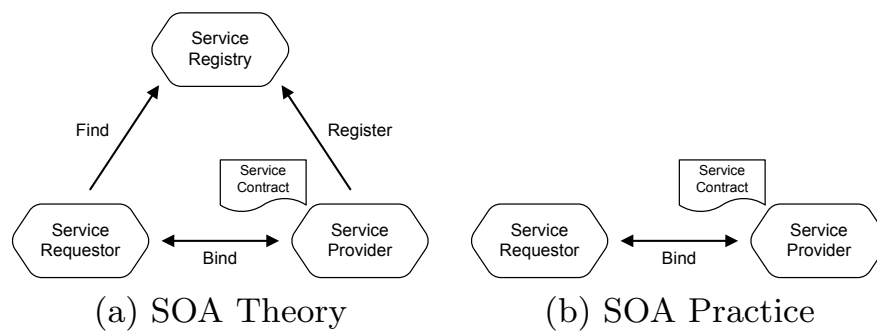 Service
Registry
Find
Register
Service
Contract
Service
Requestor
Bind
Service
Provider
(a) SOA Theory
Service
Contract
Service
Requestor
Bind
Service
Provider
(b) SOA Practice